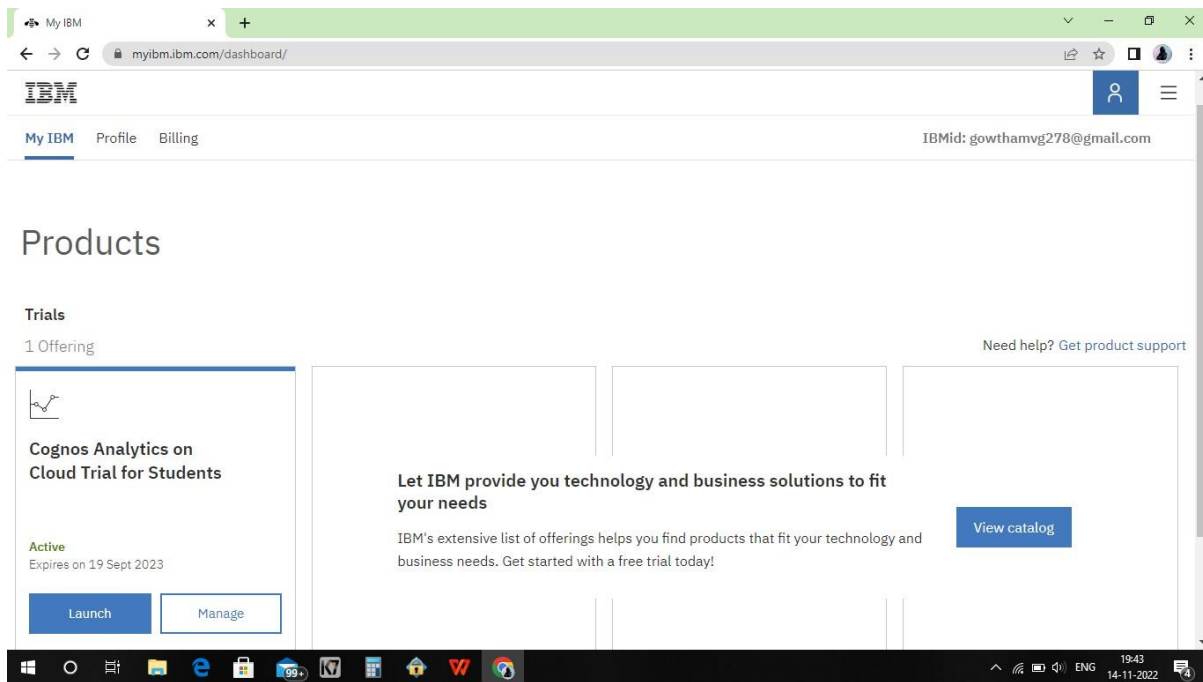 My IBM
myibm.ibm.com/dashboard/
IBM
My IBM Profile Billing IBMid: gowthamvg278@gmail.com
Products
Trials
1 Offering
Need help? Get product support
Cognos Analytics on
Cloud Trial for Students
Active
Expires on 19 Sept 2023
Launch Manage
Let IBM provide you technology and business solutions to fit
your needs
IBM's extensive list of offerings helps you find products that fit your technology and
business needs. Get started with a free trial today!
View catalog
99+
K7
ENG
19:43
14-11-2022
4